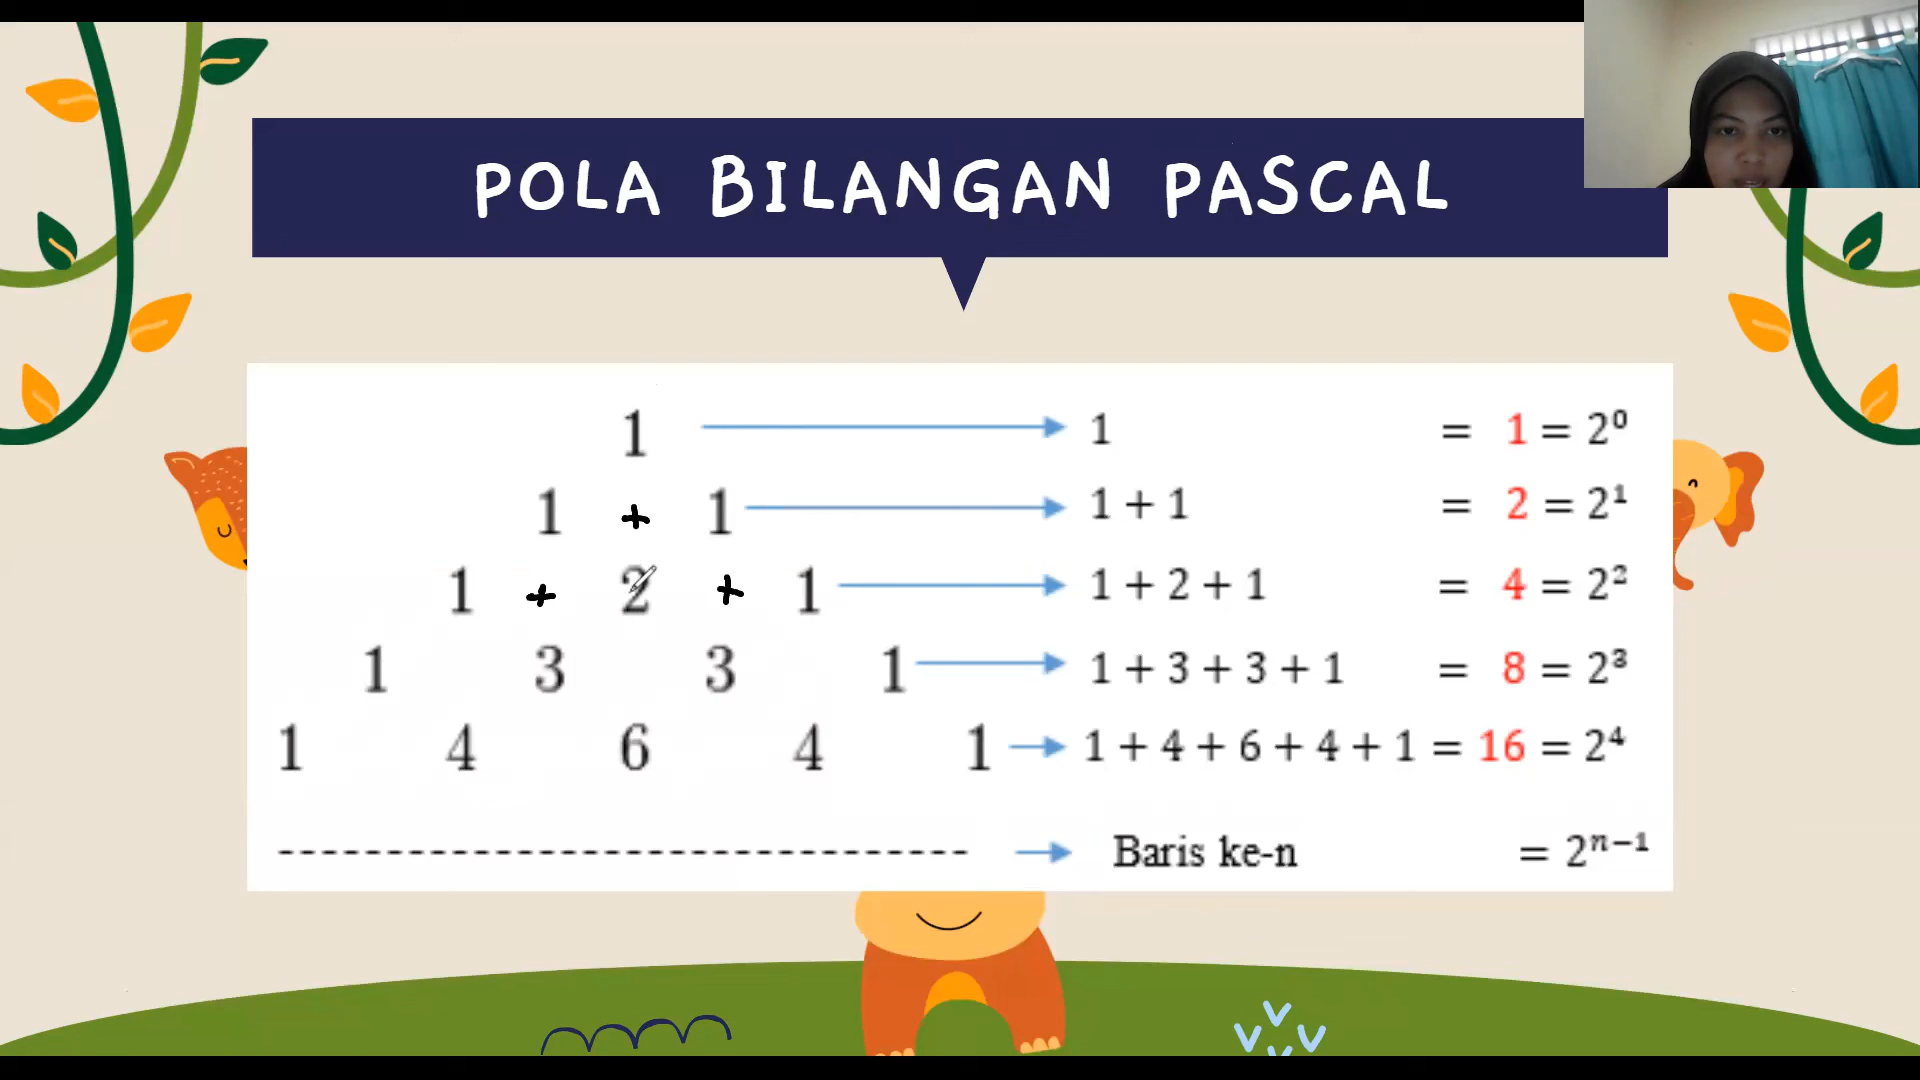 POLA BILANGAN PASCAL
1 1 = 1 = 2⁰
1 + 1 1 + 1 = 2 = 2¹
1 + 2 + 1 1 + 2 + 1 = 4 = 2²
1 3 3 1 1 + 3 + 3 + 1 = 8 = 2³
1 4 6 4 1 1 + 4 + 6 + 4 + 1 = 16 = 2⁴
Baris ke-n = 2ⁿ⁻¹